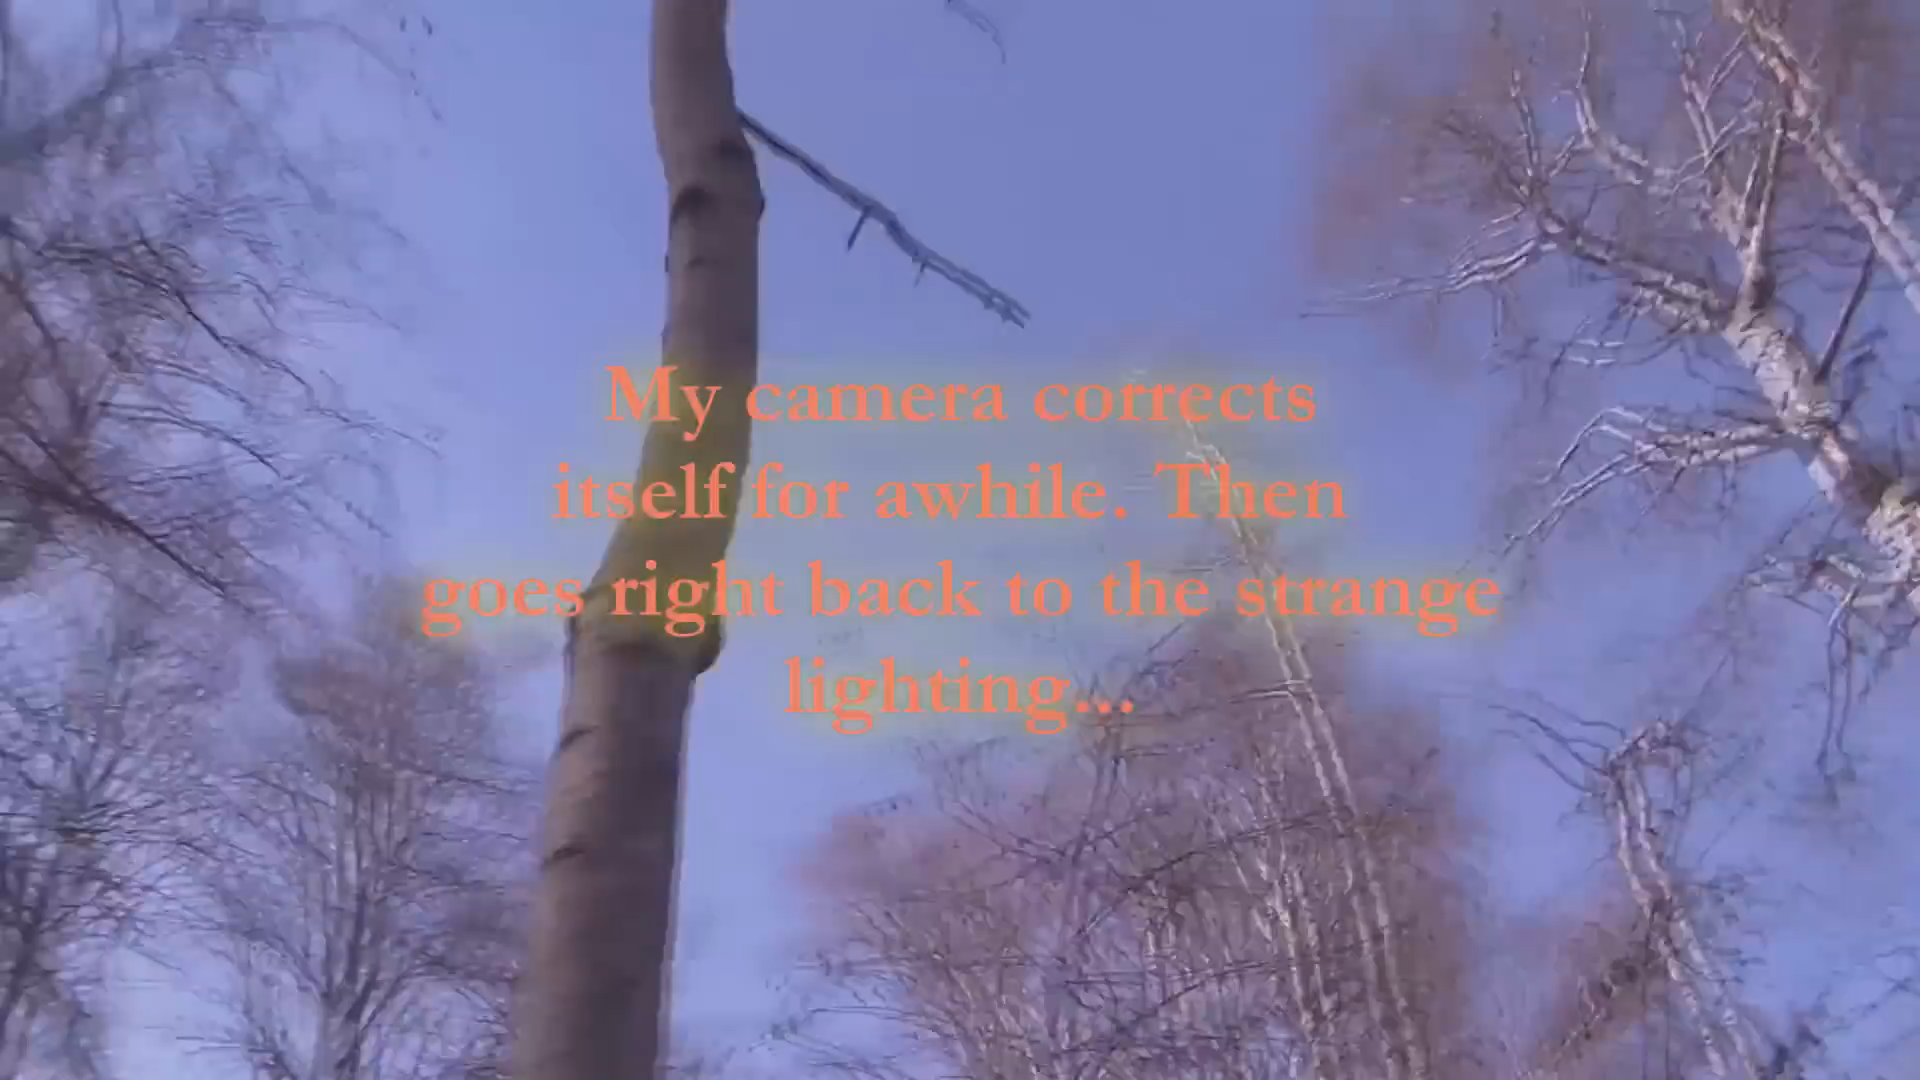 My camera corrects
itself for awhile. Then
goes right back to the strange
lighting...